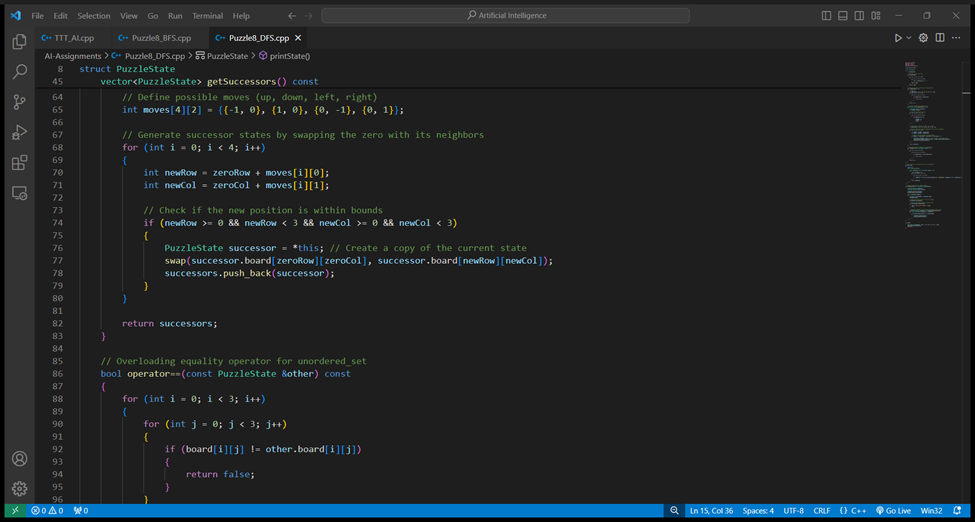 File Edit Selection View Go Run Terminal Help
Artificial Intelligence
C++ TTT_AI.cpp
C++ Puzzle8_BFS.cpp
C++ Puzzle8_DFS.cpp
AI-Assignments > C++ Puzzle8_DFS.cpp > PuzzleState > printState()
8 struct PuzzleState
45 vector<PuzzleState> getSuccessors() const
64 // Define possible moves (up, down, left, right)
65 int moves[4][2] = {{-1, 0}, {1, 0}, {0, -1}, {0, 1}};
66
67 // Generate successor states by swapping the zero with its neighbors
68 for (int i = 0; i < 4; i++)
69 {
70 int newRow = zeroRow + moves[i][0];
71 int newCol = zeroCol + moves[i][1];
72
73 // Check if the new position is within bounds
74 if (newRow >= 0 && newRow < 3 && newCol >= 0 && newCol < 3)
75 {
76 PuzzleState successor = *this; // Create a copy of the current state
77 swap(successor.board[zeroRow][zeroCol], successor.board[newRow][newCol]);
78 successors.push_back(successor);
79 }
80 }
81
82 return successors;
83 }
84
85 // Overloading equality operator for unordered_set
86 bool operator==(const PuzzleState &other) const
87 {
88 for (int i = 0; i < 3; i++)
89 {
90 for (int j = 0; j < 3; j++)
91 {
92 if (board[i][j] != other.board[i][j])
93 {
94 return false;
95 }
96 }
0 0 0 Ln 15, Col 36 Spaces: 4 UTF-8 CRLF {} C++ Go Live Win32